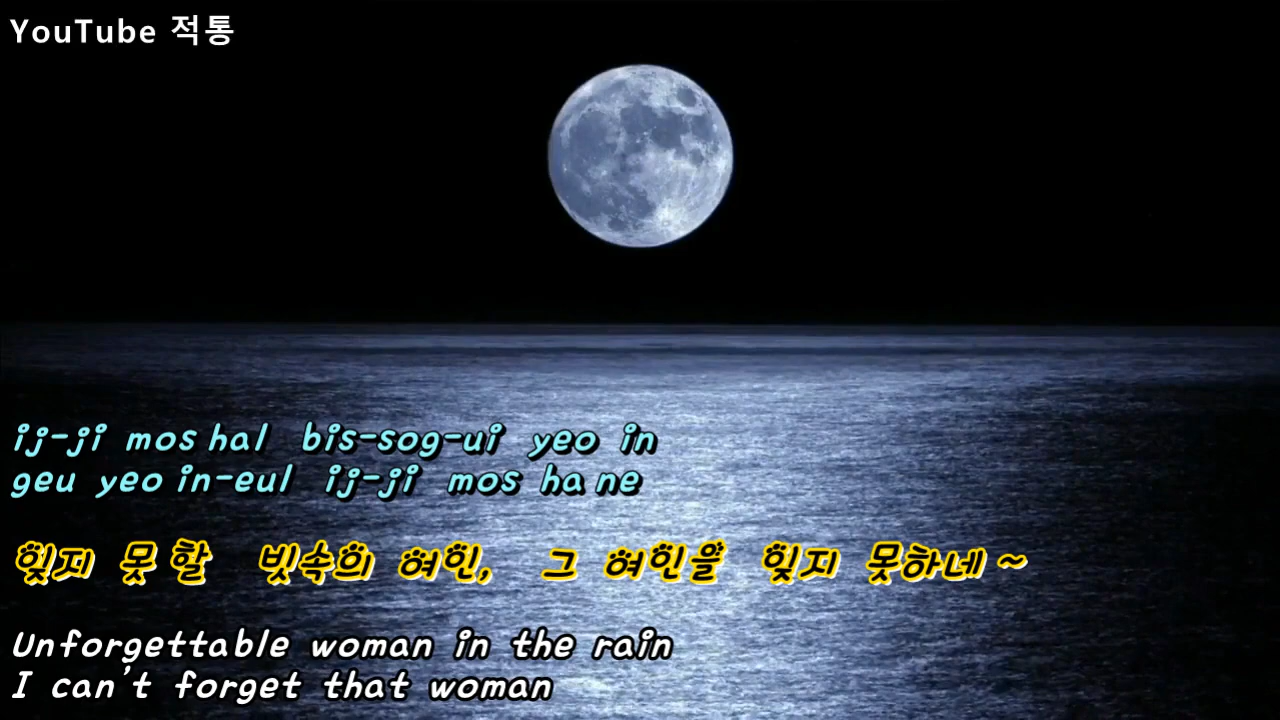 YouTube 적통
ij-ji mos hal bis-sog-ui yeo in
geu yeo in-eul ij-ji mos ha ne
잊지 못 할 빗속의 여인, 그 여인을 잊지 못하네 ~
Unforgettable woman in the rain
I can't forget that woman